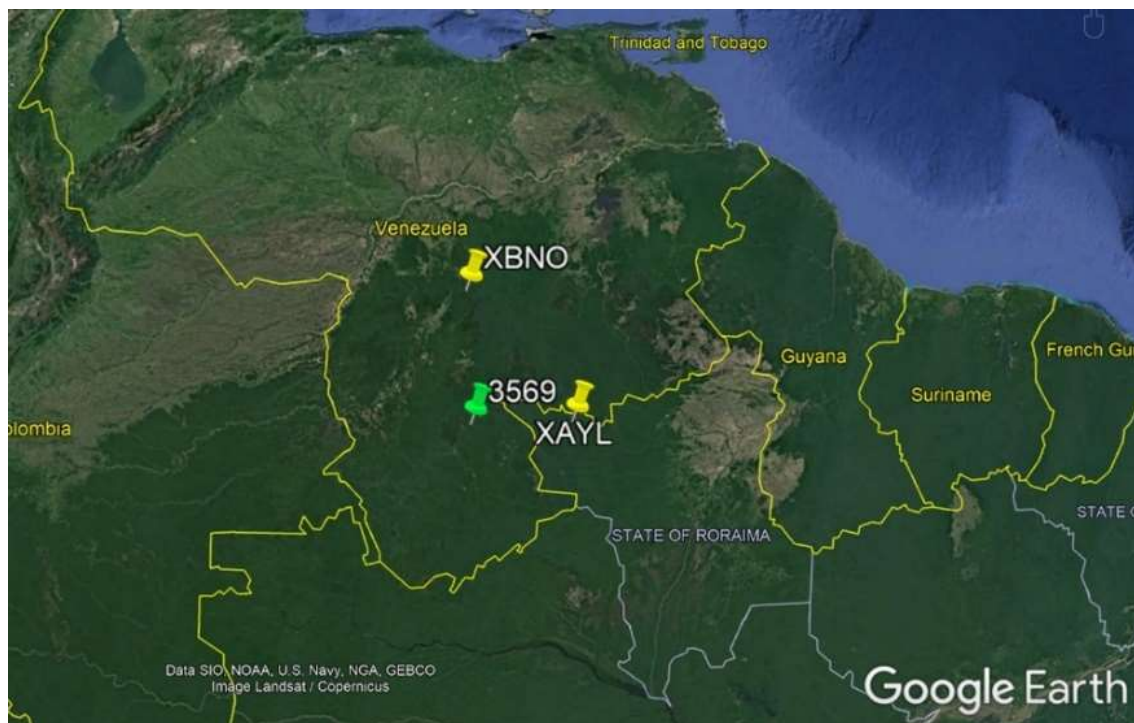 Trinidad and Tobago
Venezuela
XBNO
Guyana
French Gu
3569
Suriname
olombia
XAYL
STATE OF RORAIMA
STATE O
Data SIO, NOAA, U.S. Navy, NGA, GEBCO
Image Landsat / Copernicus
Google Earth